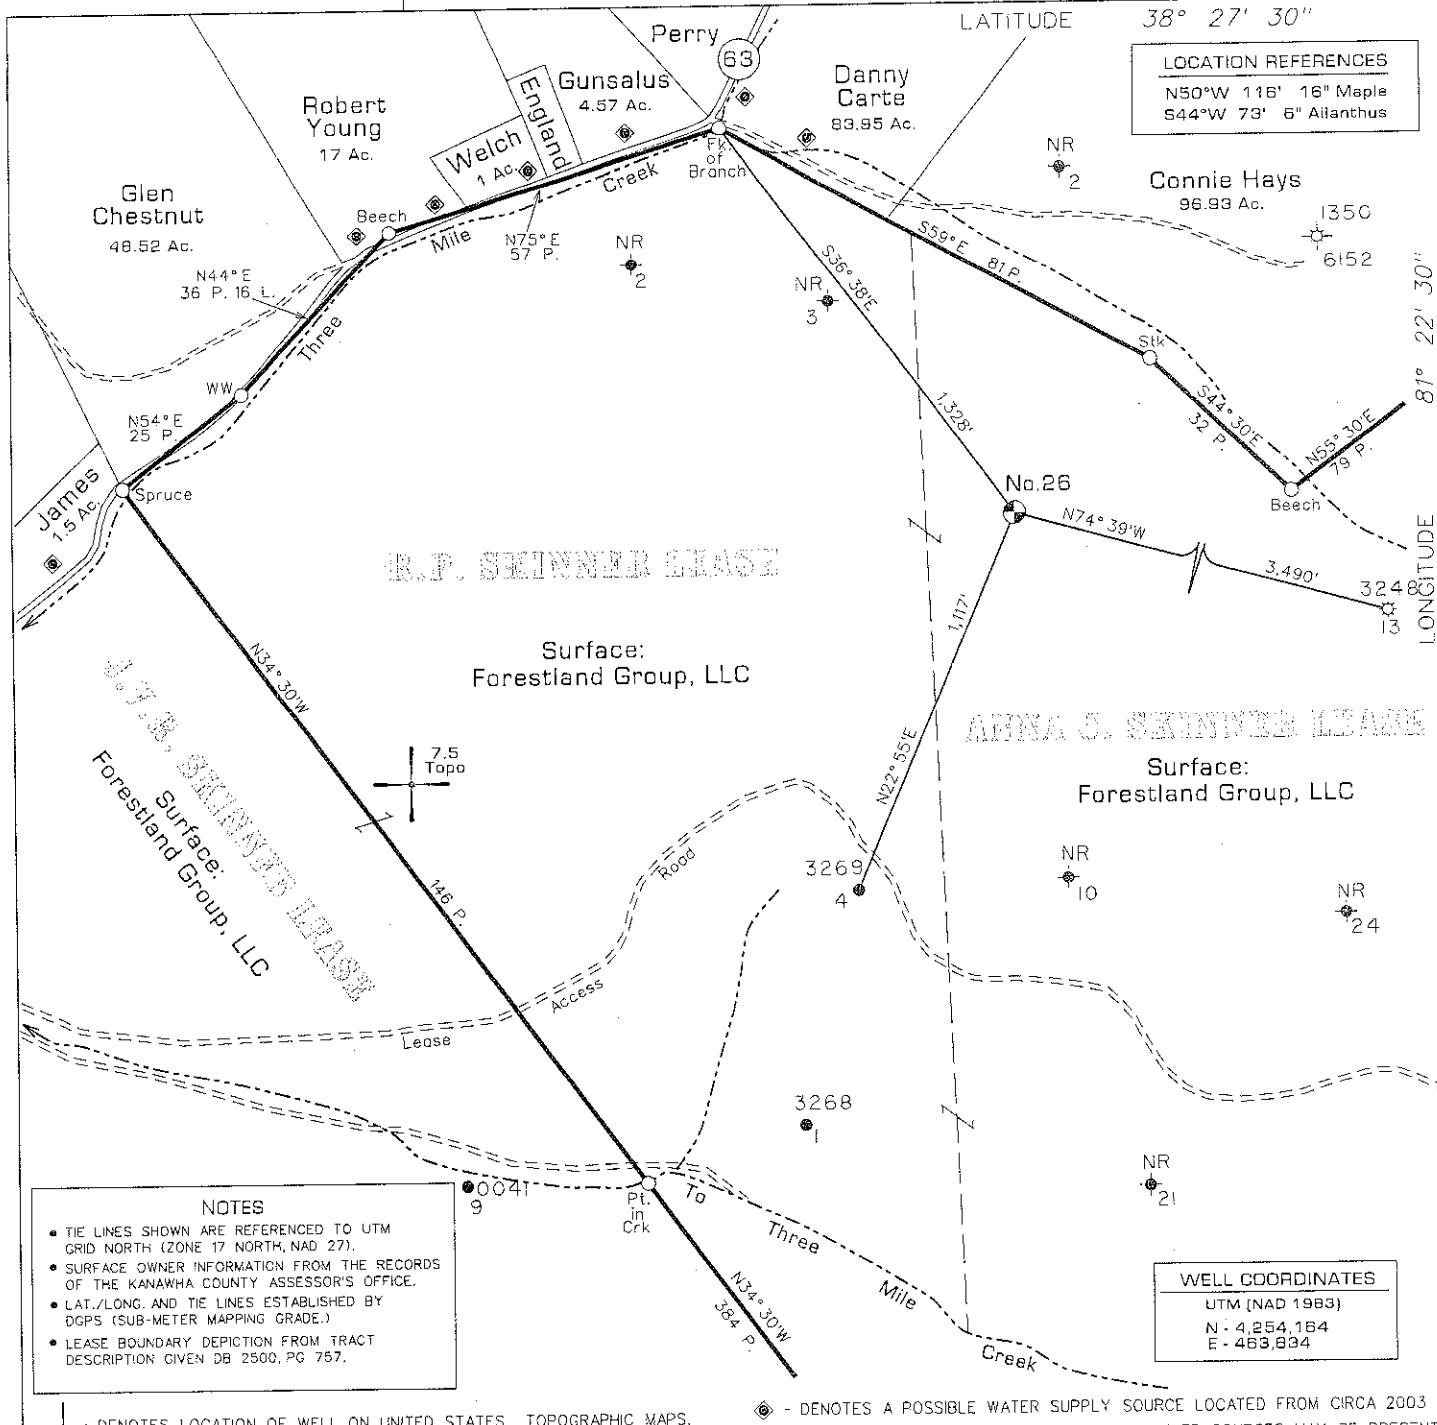 LATITUDE 38° 27' 30"
LOCATION REFERENCES
N50°W 116' 16" Maple
S44°W 73' 6" Ailanthus
Perry
63
Gunsalus
4.57 Ac.
England
Welch
1 Ac.
Robert
Young
17 Ac.
Glen
Chestnut
48.52 Ac.
Danny
Carte
83.95 Ac.
NR
2
Connie Hays
96.93 Ac.
1350
6152
81° 22' 30"
LONGITUDE
Fk.
of
Branch
Beech
Three
Mile
Creek
N75°E
57 P.
NR
2
N44°E
36 P. 16 L.
WW
N54°E
25 P.
James
1.5 Ac.
Spruce
S36°38'E
1,328'
NR
3
S59°E
81 P.
Stk
S44°30'E
32 P.
N55°30'E
79 P.
Beech
No.26
N74°39'W
3,490'
3248
13
R.P. SKINNER LEASE
Surface:
Forestland Group, LLC
1,117'
N22°55'E
ANNA C. SKINNER LEASE
Surface:
Forestland Group, LLC
N34°30'W
146 P.
SKINNER LEASE
Surface:
Forestland Group, LLC
7.5
Topo
3269
4
NR
10
NR
24
Lease
Access
Road
3268
1
NR
21
0041
9
Pt.
in
Crk
To
Three
Mile
Creek
N34°30'W
384 P.
NOTES
• TIE LINES SHOWN ARE REFERENCED TO UTM
GRID NORTH (ZONE 17 NORTH, NAD 27).
• SURFACE OWNER INFORMATION FROM THE RECORDS
OF THE KANAWHA COUNTY ASSESSOR'S OFFICE.
• LAT./LONG. AND TIE LINES ESTABLISHED BY
DGPS (SUB-METER MAPPING GRADE.)
• LEASE BOUNDARY DEPICTION FROM TRACT
DESCRIPTION GIVEN DB 2500, PG 757.
WELL COORDINATES
UTM (NAD 1983)
N - 4,254,164
E - 463,834
- DENOTES LOCATION OF WELL ON UNITED STATES TOPOGRAPHIC MAPS.
- DENOTES A POSSIBLE WATER SUPPLY SOURCE LOCATED FROM CIRCA 2003